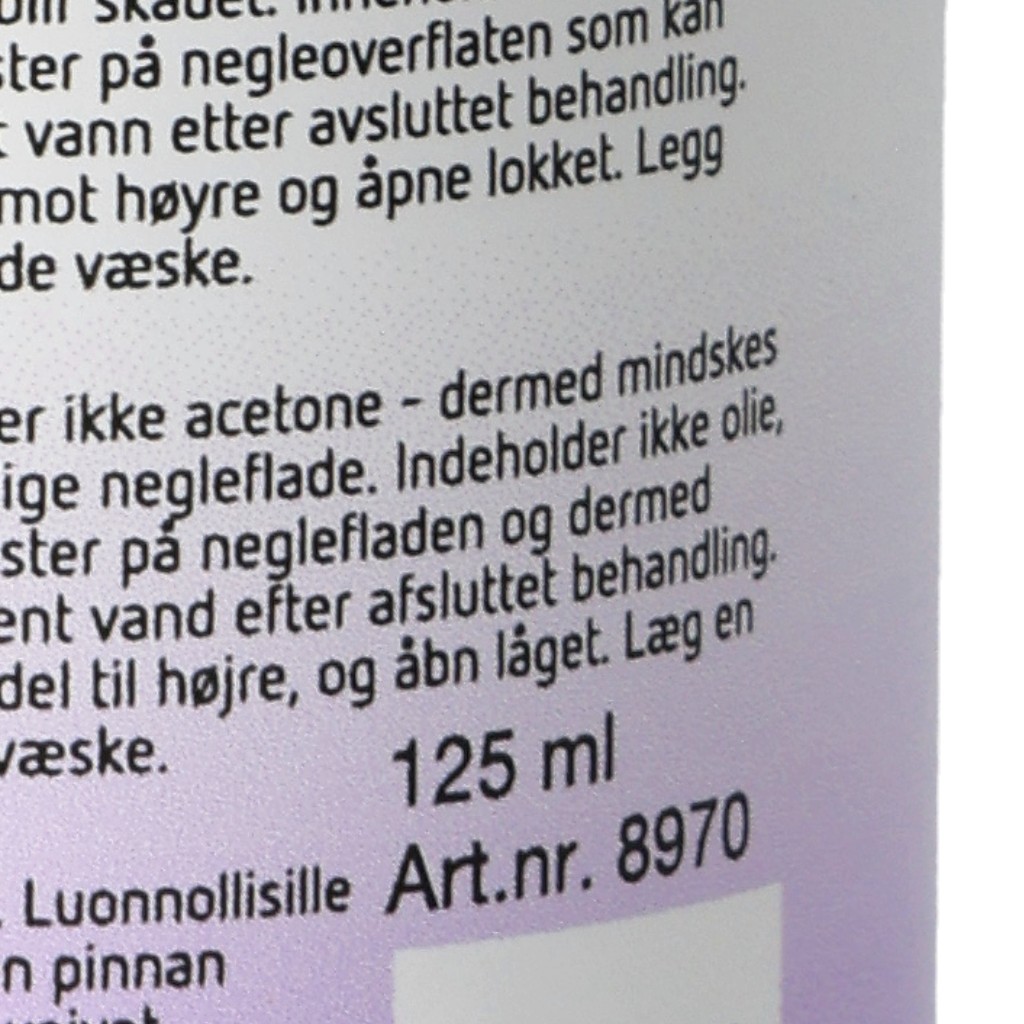 skadet.
på negleoverflaten som kan
vann etter avsluttet behandling.
mot høyre og åpne lokket. Legg
de væske.
er ikke acetone - dermed mindskes
ige negleflade. Indeholder ikke olie,
ster på neglefladen og dermed
ent vand efter afsluttet behandling.
del til højre, og åbn låget. Læg en
væske.
125 ml
Art.nr. 8970
. Luonnollisille
n pinnan